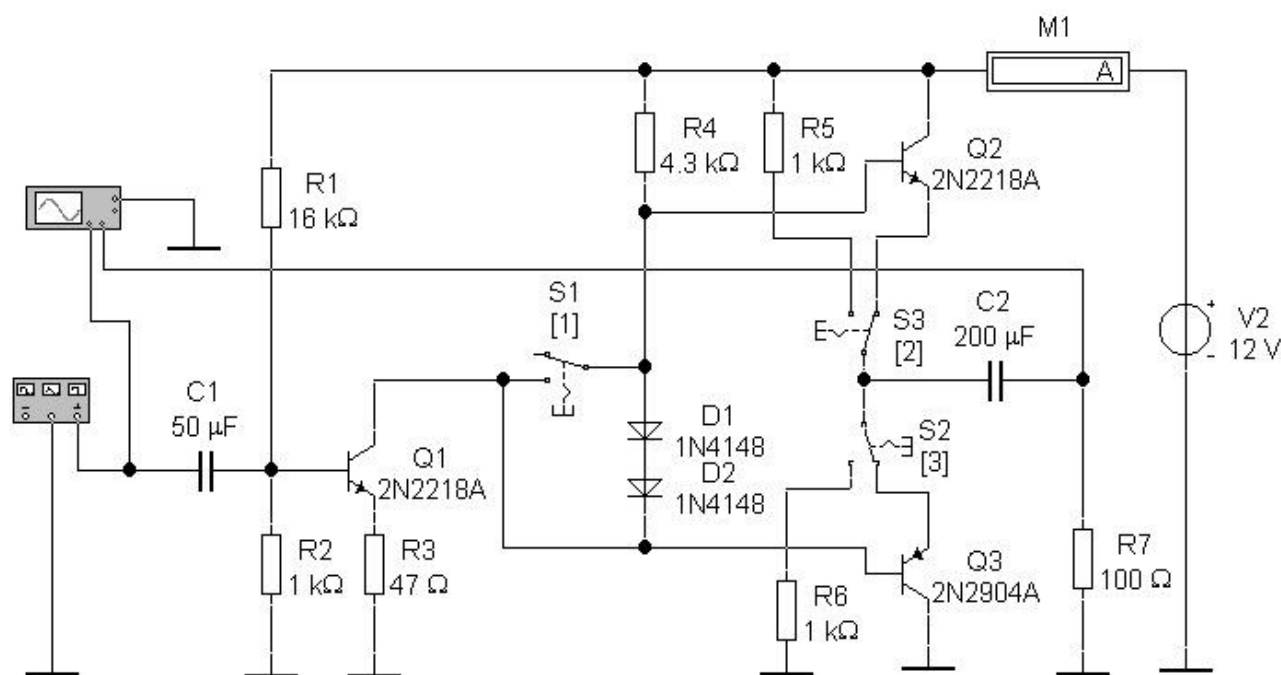 M1
A
R4
4.3 kΩ
R5
1 kΩ
Q2
2N2218A
R1
16 kΩ
S1
[1]
S3
[2]
C2
200 µF
V2
12 V
+
-
C1
50 µF
D1
1N4148
D2
1N4148
S2
[3]
Q1
2N2218A
R2
1 kΩ
R3
47 Ω
R6
1 kΩ
Q3
2N2904A
R7
100 Ω